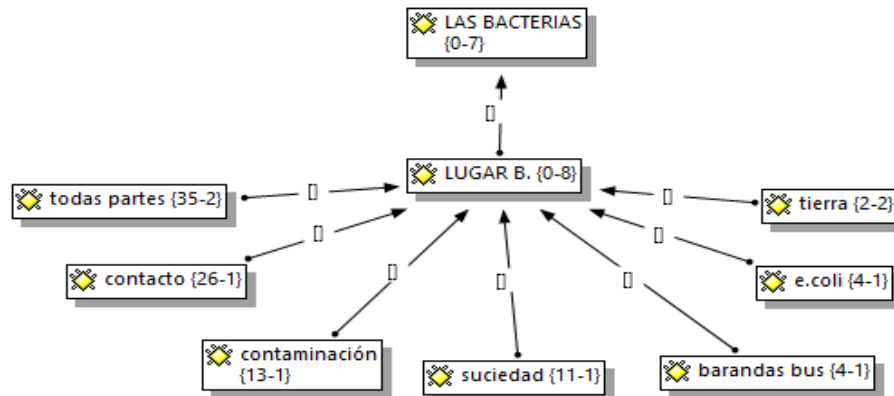 LAS BACTERIAS
{0-7}
[]
LUGAR B. {0-8}
todas partes {35-2}
[]
[]
tierra {2-2}
[]
[]
contacto {26-1}
[]
[]
[]
e.coli {4-1}
contaminación
{13-1}
suciedad {11-1}
barandas bus {4-1}